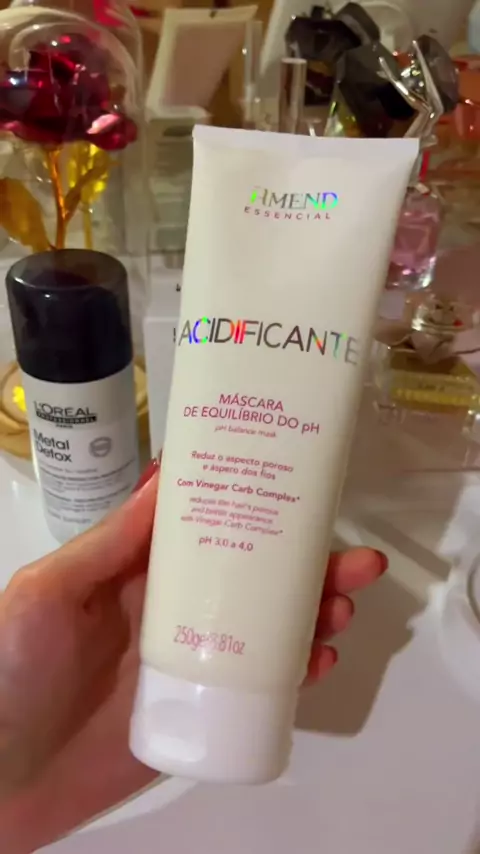 AMEND
ESSENCIAL
ACIDIFICANTE
MÁSCARA
DE EQUILÍBRIO DO pH
pH balance mask
Reduz o aspecto poroso
e áspero dos fios
Com Vinegar Carb Complex*
reduces the hair's porous
and brittle appearance
with Vinegar Carb Complex*
pH 3.0 a 4.0
250g
8.81oz
L'ORÉAL
PROFESSIONNEL
PARIS
Metal
Detox